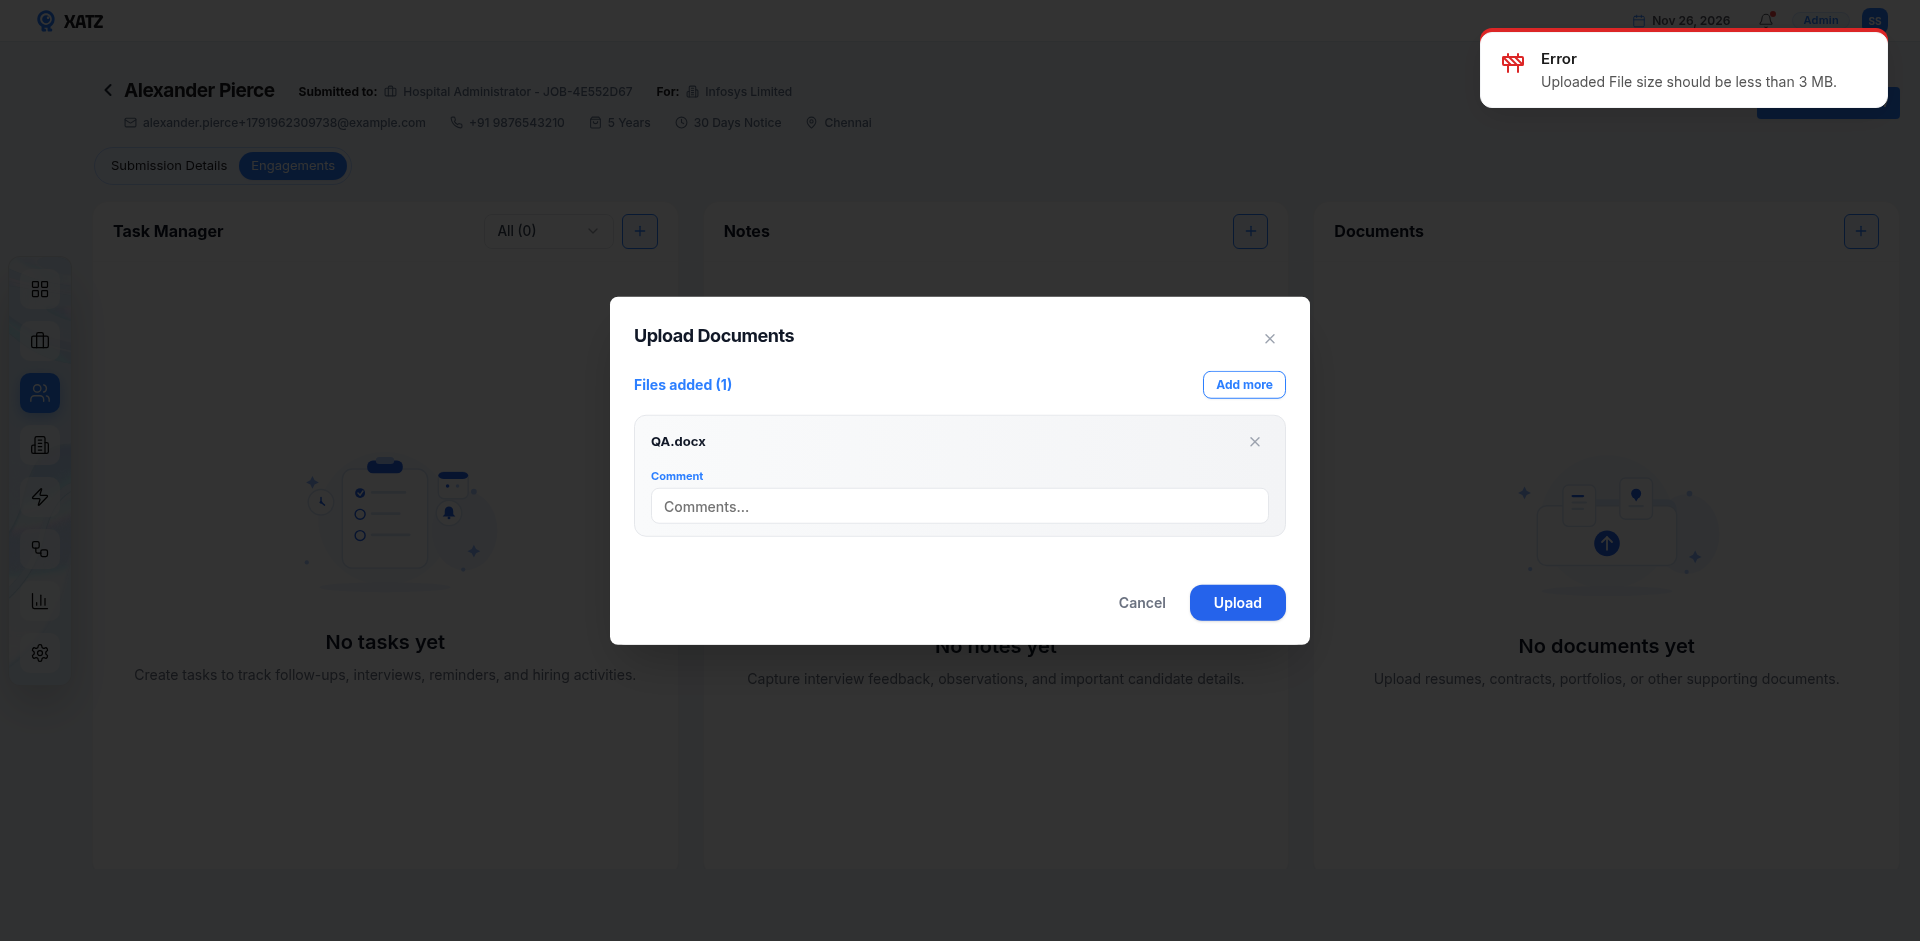 XATZ
Nov 26, 2026
Admin
SS
Error
Uploaded File size should be less than 3 MB.
Alexander Pierce
Submitted to: Hospital Administrator - JOB-4E552D67
For: Infosys Limited
alexander.pierce+1791962309738@example.com
+91 9876543210
5 Years
30 Days Notice
Chennai
Submission Details
Engagements
Task Manager
All (0)
Notes
Documents
Upload Documents
Files added (1)
Add more
QA.docx
Comment
Comments...
Cancel
Upload
No tasks yet
Create tasks to track follow-ups, interviews, reminders, and hiring activities.
No notes yet
Capture interview feedback, observations, and important candidate details.
No documents yet
Upload resumes, contracts, portfolios, or other supporting documents.